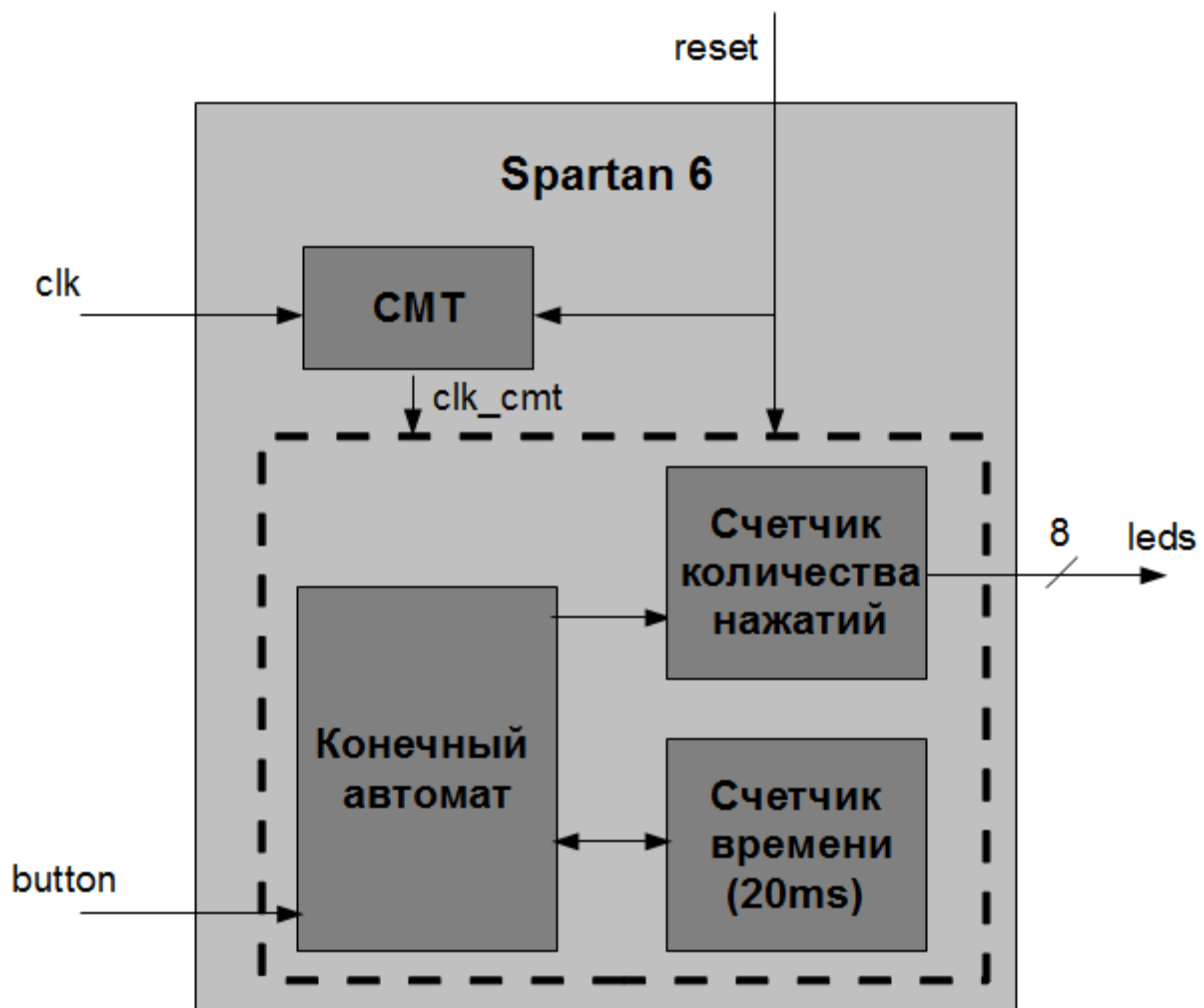 reset
Spartan 6
clk
CMT
clk_cmt
Счетчик
количества
нажатий
8
leds
Конечный
автомат
Счетчик
времени
(20ms)
button